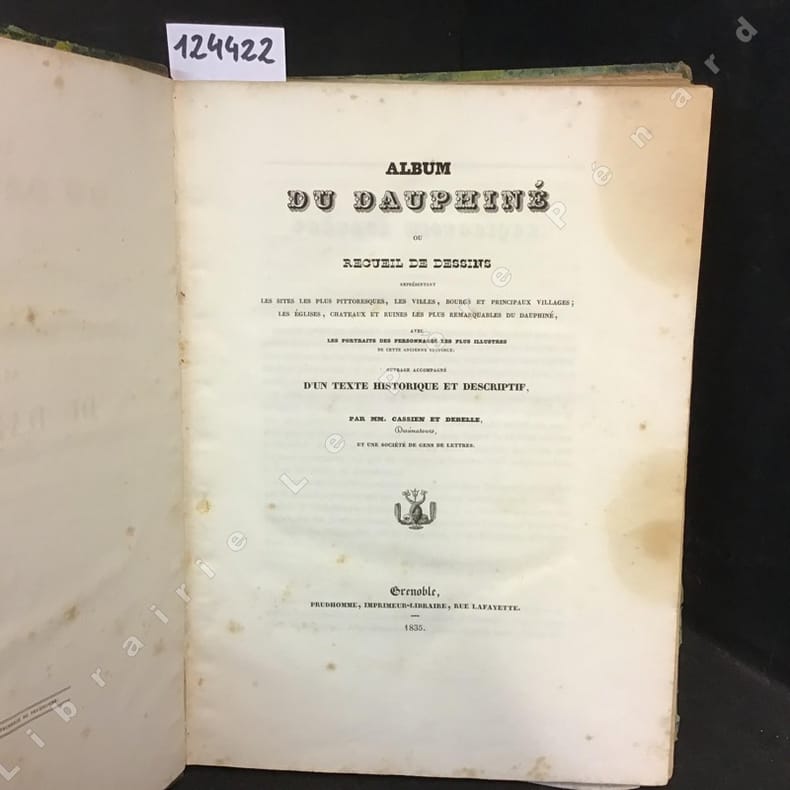 124422
ALBUM
DU DAUPHINÉ
OU
RECUEIL DE DESSINS
REPRÉSENTANT
LES SITES LES PLUS PITTORESQUES, LES VILLES, BOURGS ET PRINCIPAUX VILLAGES;
LES ÉGLISES, CHATEAUX ET RUINES LES PLUS REMARQUABLES DU DAUPHINÉ,
AVEC
LES PORTRAITS DES PERSONNAGES LES PLUS ILLUSTRES
DE CETTE ANCIENNE PROVINCE;
OUVRAGE ACCOMPAGNÉ
D'UN TEXTE HISTORIQUE ET DESCRIPTIF,
PAR MM. CASSIEN ET DEBELLE,
Dessinateurs,
ET UNE SOCIÉTÉ DE GENS DE LETTRES.
Grenoble,
PRUDHOMME, IMPRIMEUR-LIBRAIRE, RUE LAFAYETTE.
1835.
Librairie Le Père Pénard